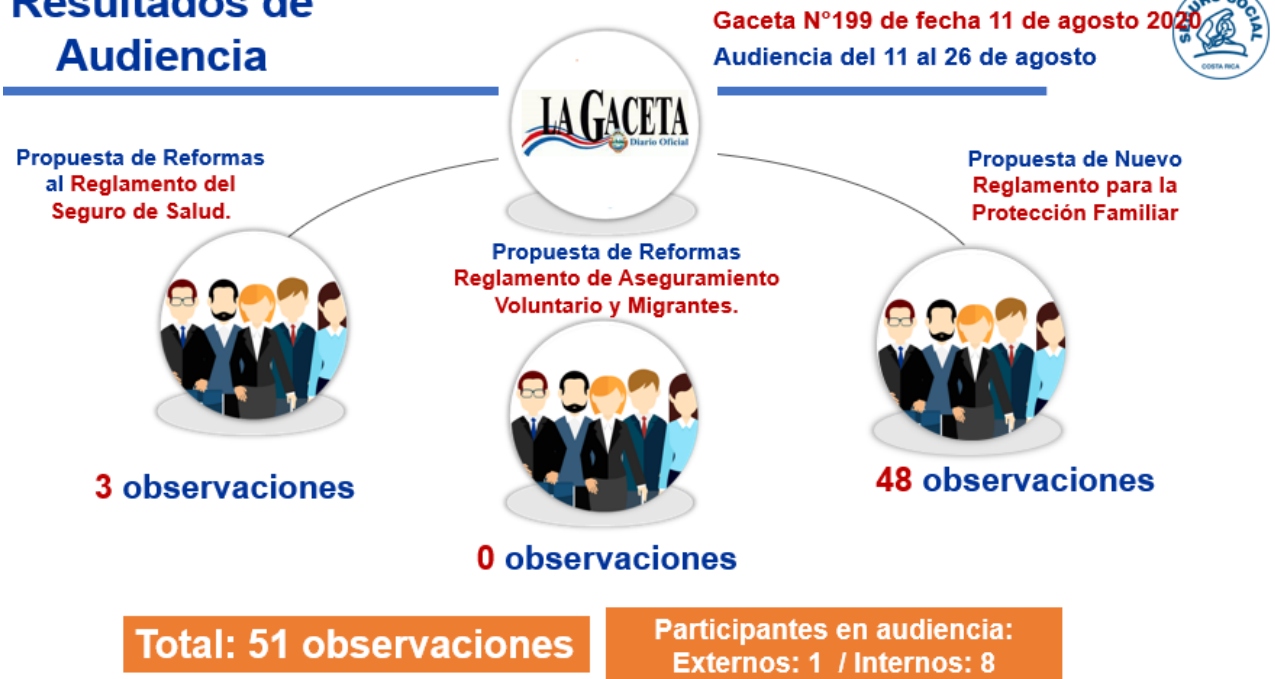 Resultados de
Audiencia
Gaceta N°199 de fecha 11 de agosto 2020
Audiencia del 11 al 26 de agosto
SEGURO SOCIAL
COSTA RICA
LA GACETA
Diario Oficial
Propuesta de Reformas
al Reglamento del
Seguro de Salud.
Propuesta de Reformas
Reglamento de Aseguramiento
Voluntario y Migrantes.
Propuesta de Nuevo
Reglamento para la
Protección Familiar
3 observaciones
0 observaciones
48 observaciones
Total: 51 observaciones
Participantes en audiencia:
Externos: 1 / Internos: 8